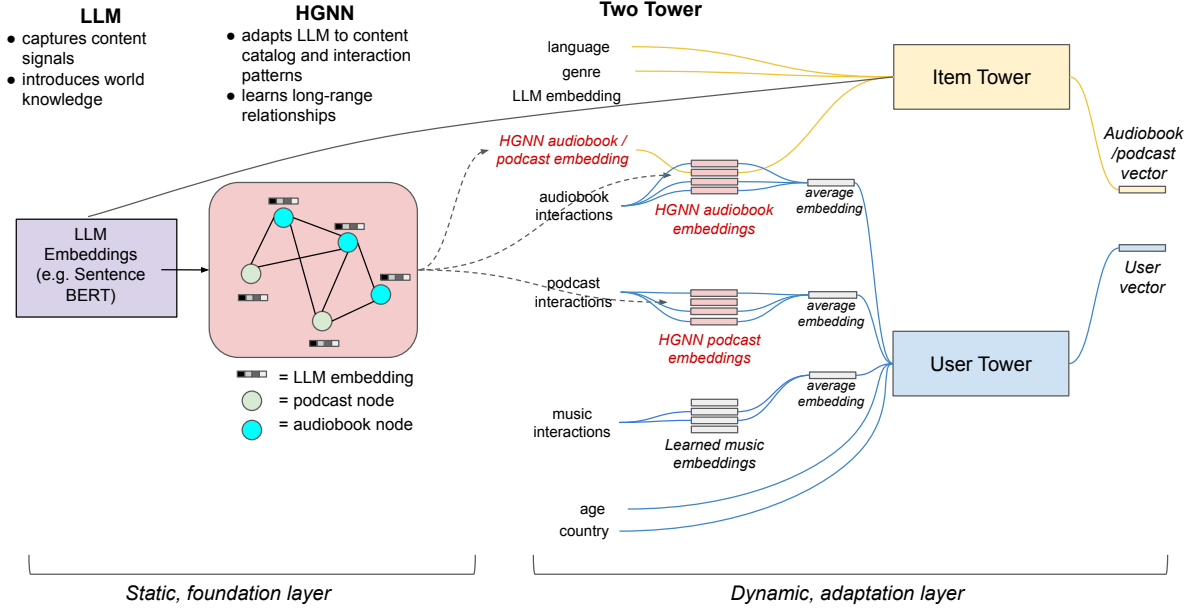 LLM
● captures content
signals
● introduces world
knowledge
HGNN
● adapts LLM to content
catalog and interaction
patterns
● learns long-range
relationships
Two Tower
language
genre
LLM embedding
HGNN audiobook /
podcast embedding
audiobook
interactions
HGNN audiobook
embeddings
average
embedding
podcast
interactions
HGNN podcast
embeddings
average
embedding
music
interactions
Learned music
embeddings
average
embedding
age
country
Item Tower
User Tower
Audiobook
/podcast
vector
User
vector
LLM
Embeddings
(e.g. Sentence
BERT)
= LLM embedding
= podcast node
= audiobook node
Static, foundation layer
Dynamic, adaptation layer